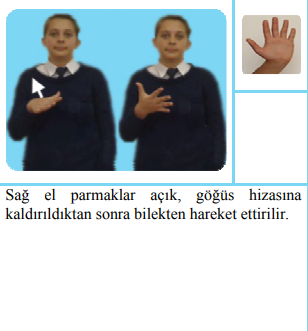 Sağ el parmaklar açık, göğüs hizasına
kaldırıldıktan sonra bilekten hareket ettirilir.